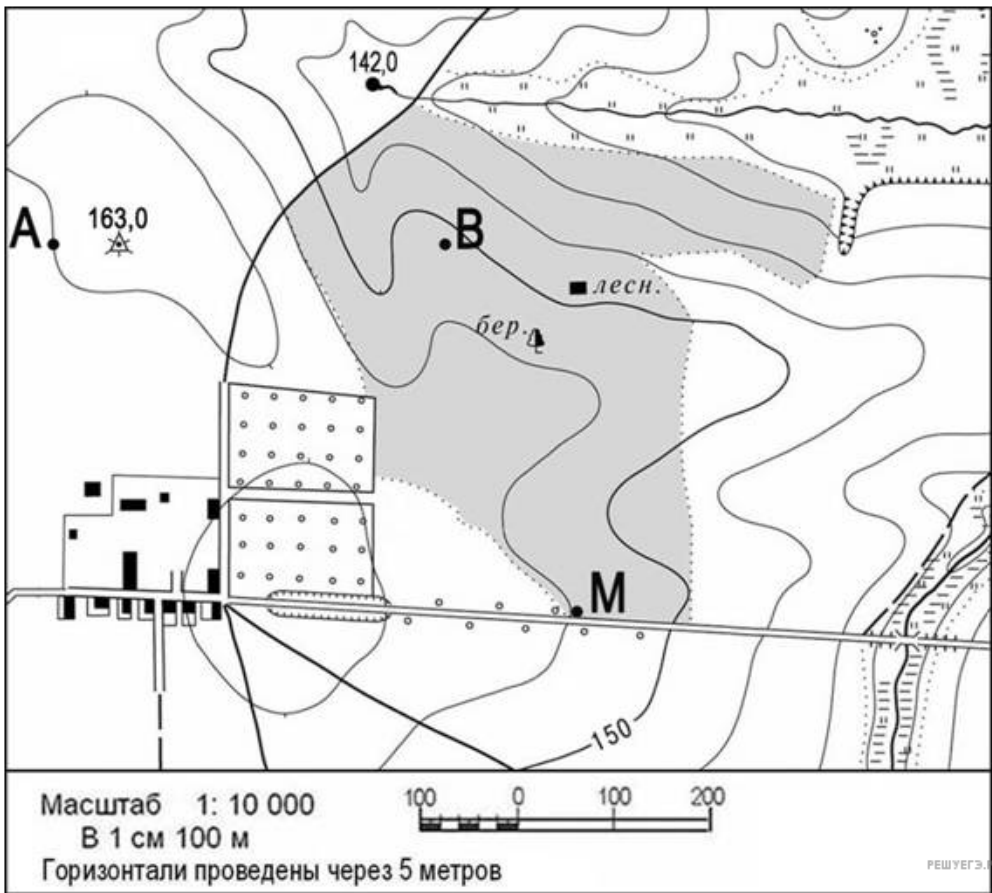 142,0
А 163,0
В
лесн.
бер.
М
150
Масштаб 1: 10 000
В 1 см 100 м
Горизонтали проведены через 5 метров
100 0 100 200